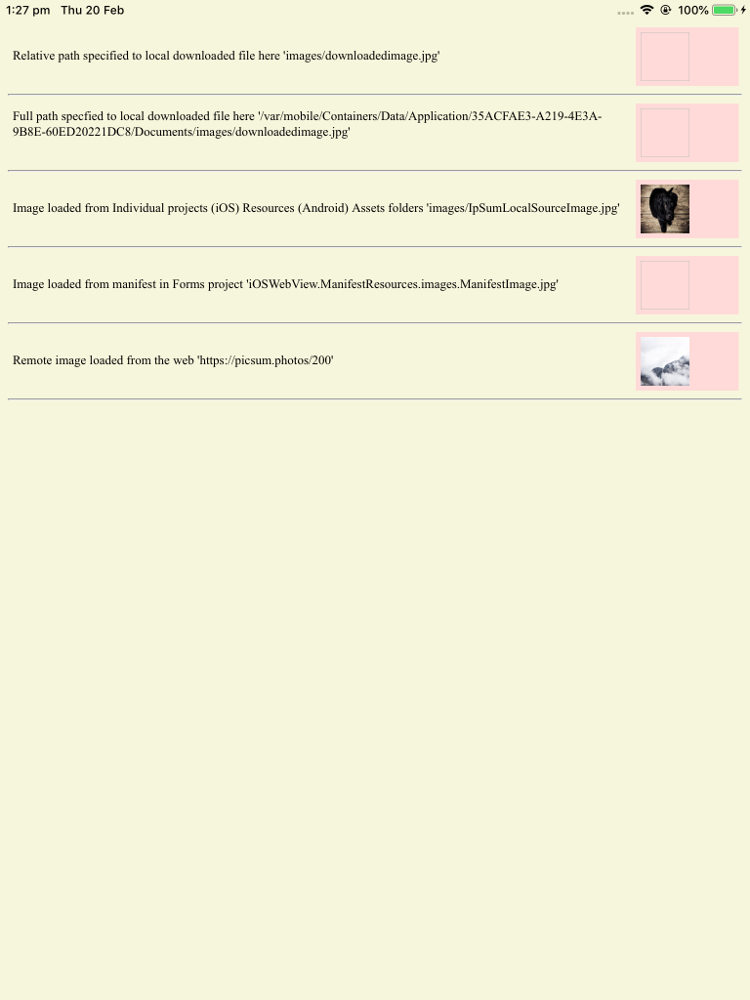 1:27 pm Thu 20 Feb 100%
Relative path specified to local downloaded file here 'images/downloadedimage.jpg'
Full path specfied to local downloaded file here '/var/mobile/Containers/Data/Application/35ACFAE3-A219-4E3A-
9B8E-60ED20221DC8/Documents/images/downloadedimage.jpg'
Image loaded from Individual projects (iOS) Resources (Android) Assets folders 'images/IpSumLocalSourceImage.jpg'
Image loaded from manifest in Forms project 'iOSWebView.ManifestResources.images.ManifestImage.jpg'
Remote image loaded from the web 'https://picsum.photos/200'